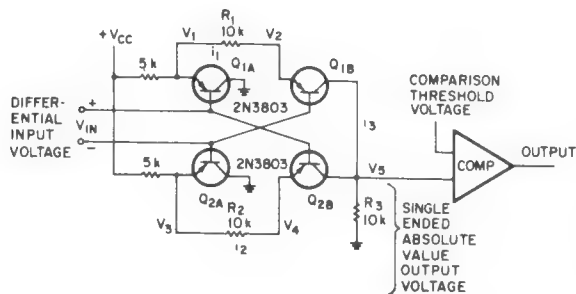 +VCC
V1
R1
10k
V2
i1
Q1A
Q1B
5k
2N3803
DIFFER-
ENTIAL
INPUT
VOLTAGE
+
VIN
−
i3
COMPARISON
THRESHOLD
VOLTAGE
COMP
OUTPUT
5k
2N3803
V5
Q2A
Q2B
R2
10k
V3
i2
V4
R3
10k
SINGLE
ENDED
ABSOLUTE
VALUE
OUTPUT
VOLTAGE